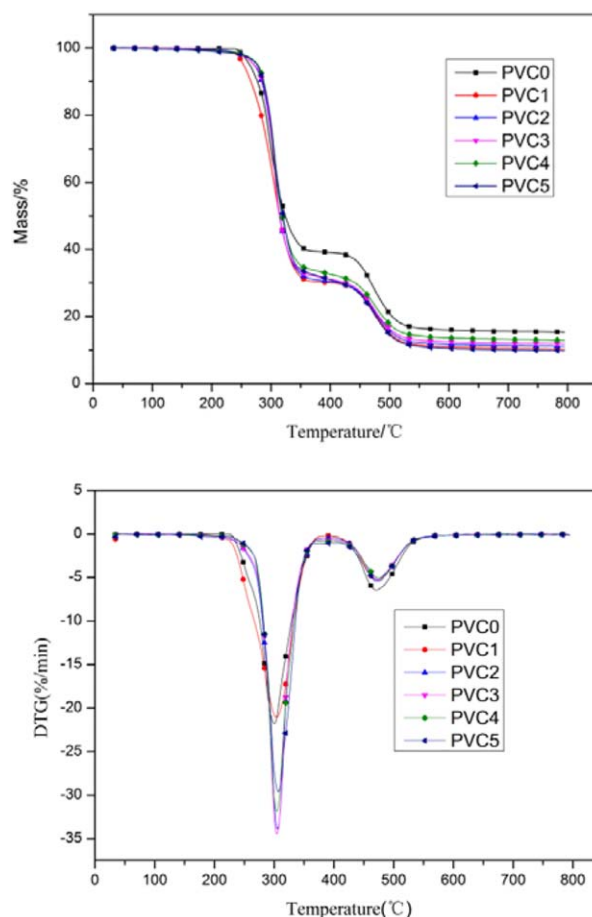 100
80
60
40
20
0
Mass/%
PVC0
PVC1
PVC2
PVC3
PVC4
PVC5
0 100 200 300 400 500 600 700 800
Temperature/℃
5
0
-5
-10
-15
-20
-25
-30
-35
DTG(%/min)
PVC0
PVC1
PVC2
PVC3
PVC4
PVC5
0 100 200 300 400 500 600 700 800
Temperature(℃)